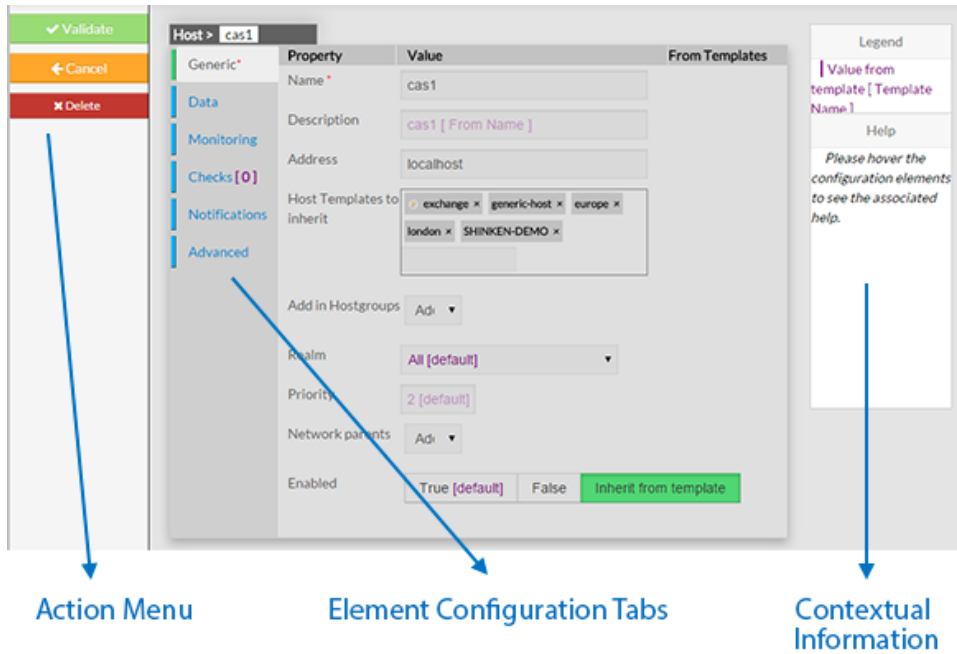 Validate
Cancel
Delete
Host > cas1
Generic*
Data
Monitoring
Checks [0]
Notifications
Advanced
Property Value From Templates
Name * cas1
Description cas1 [ From Name ]
Address localhost
Host Templates to
inherit
exchange × generic-host × europe ×
london × SHINKEN-DEMO ×
Add in Hostgroups
Realm All [default]
Priority 2 [default]
Network parents
Enabled True [default] False Inherit from template
Legend
Value from
template [ Template
Name ]
Help
Please hover the
configuration elements
to see the associated
help.
Action Menu
Element Configuration Tabs
Contextual
Information